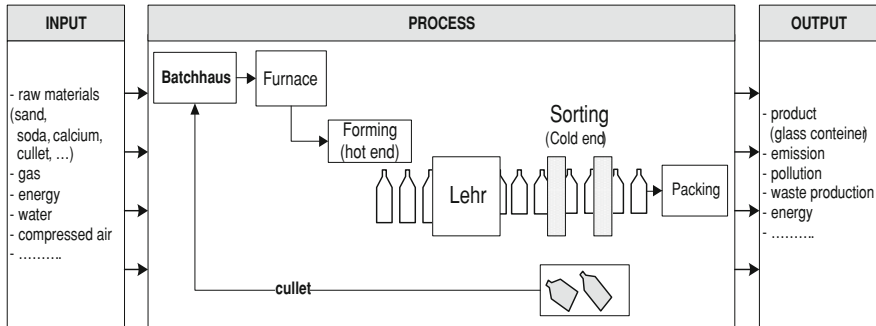 INPUT
- raw materials
(sand,
soda, calcium,
cullet, ...)
- gas
- energy
- water
- compressed air
- ..........
PROCESS
Batchhaus
Furnace
Forming
(hot end)
Lehr
Sorting
(Cold end)
Packing
cullet
OUTPUT
- product
(glass conteiner)
- emission
- pollution
- waste production
- energy
- ..........